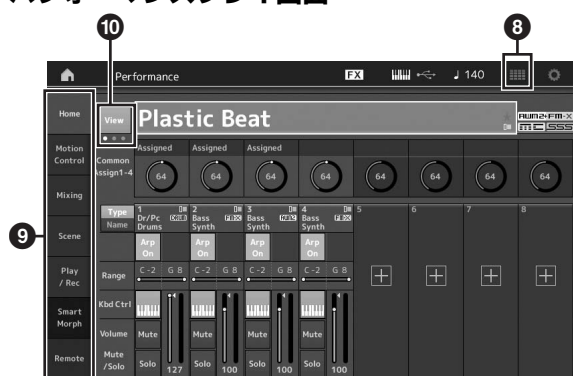 ❿ ❽
Performance FX 140
Home View Plastic Beat AWM2+FM-X
Motion Control Common Assign1-4 Assigned Assigned Assigned
64 64 64 64 64 64 64 64
Mixing
Type 1 2 3 4 5 6 7 8
Name Dr/Pc Bass Bass Bass
Drums Synth Synth Synth
❾ Scene
Arp On Arp On Arp On Arp On
Play / Rec Range C -2 G 8 C -2 G 8 C -2 G 8 C -2 G 8
Smart Morph Kbd Ctrl
Volume Mute Mute Mute Mute
Remote Mute /Solo Solo 127 Solo 100 Solo 100 Solo 100